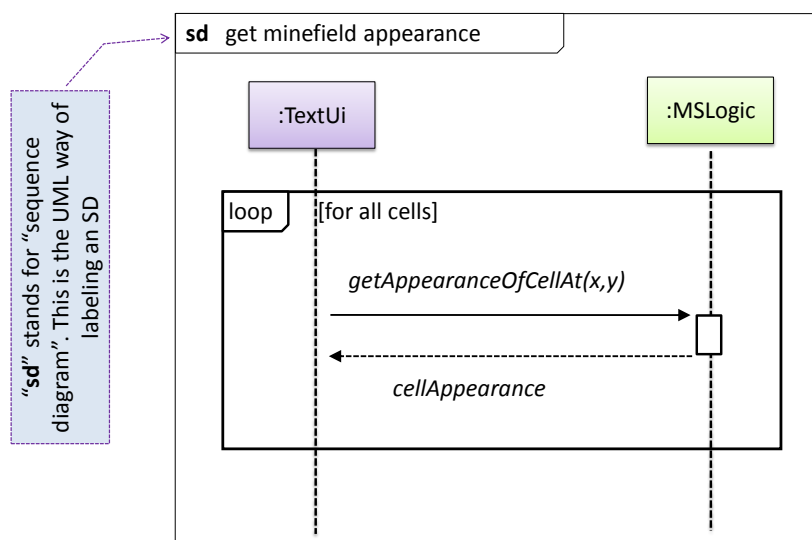 sd get minefield appearance
“sd” stands for “sequence
diagram”. This is the UML way of
labeling an SD
:TextUi
:MSLogic
loop [for all cells]
getAppearanceOfCellAt(x,y)
cellAppearance